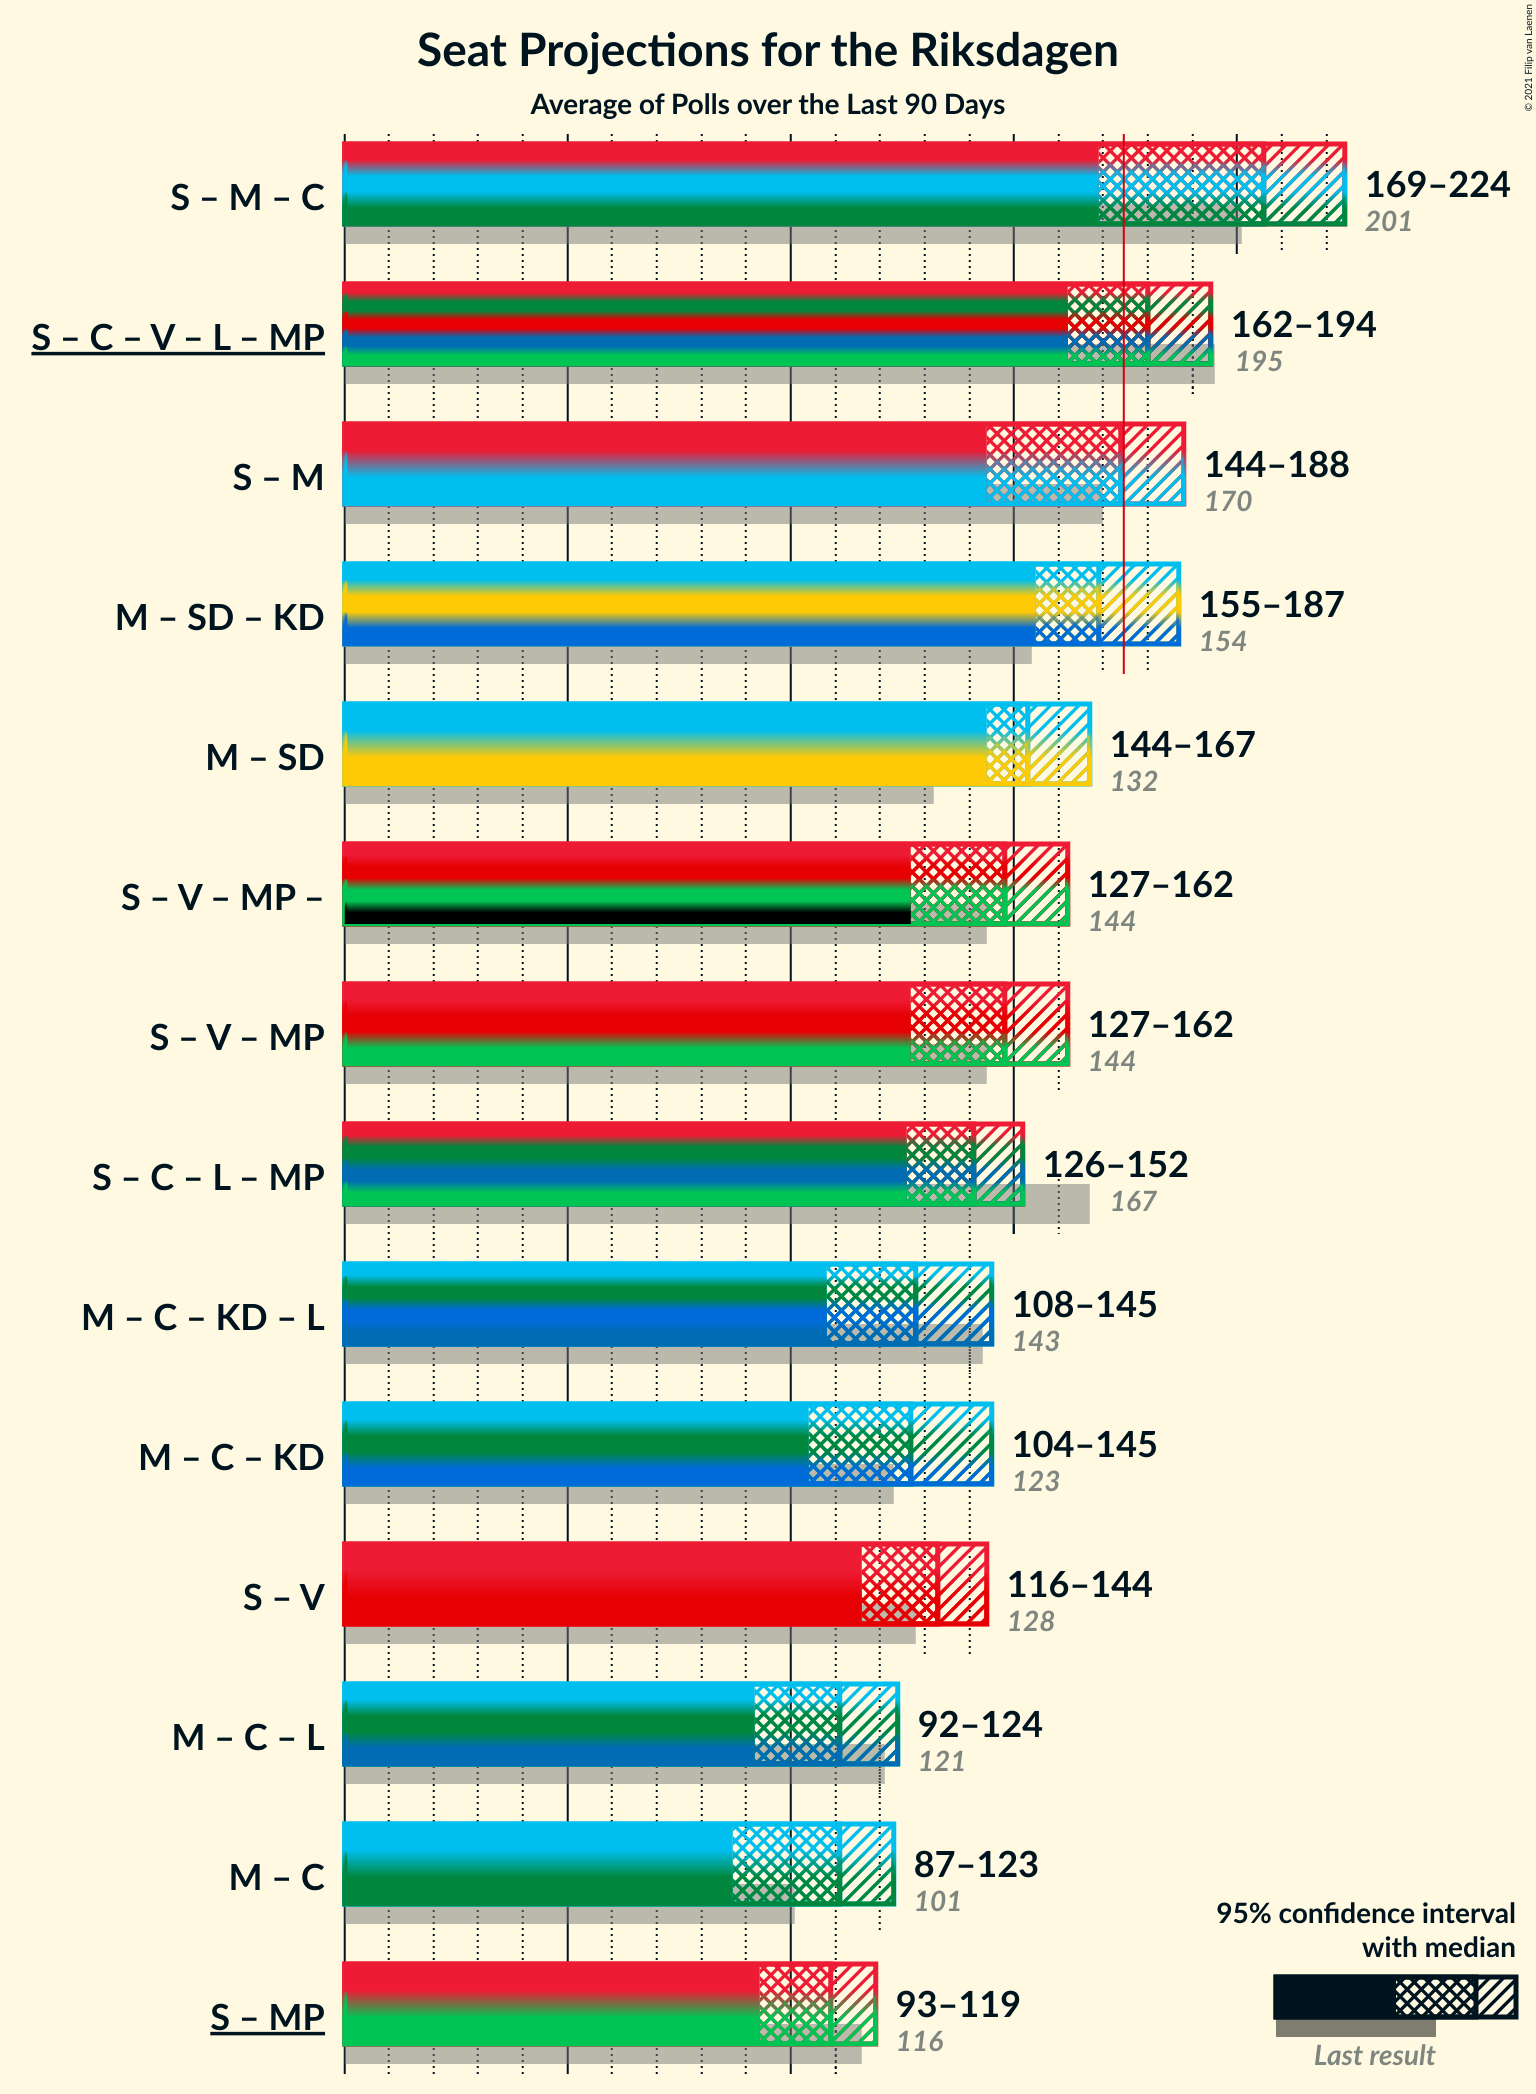 Seat Projections for the Riksdagen
Average of Polls over the Last 90 Days
© 2021 Filip van Laenen
S – M – C
169–224
201
S – C – V – L – MP
162–194
195
S – M
144–188
170
M – SD – KD
155–187
154
M – SD
144–167
132
S – V – MP –
127–162
144
S – V – MP
127–162
144
S – C – L – MP
126–152
167
M – C – KD – L
108–145
143
M – C – KD
104–145
123
S – V
116–144
128
M – C – L
92–124
121
M – C
87–123
101
S – MP
93–119
116
95% confidence interval
with median
Last result